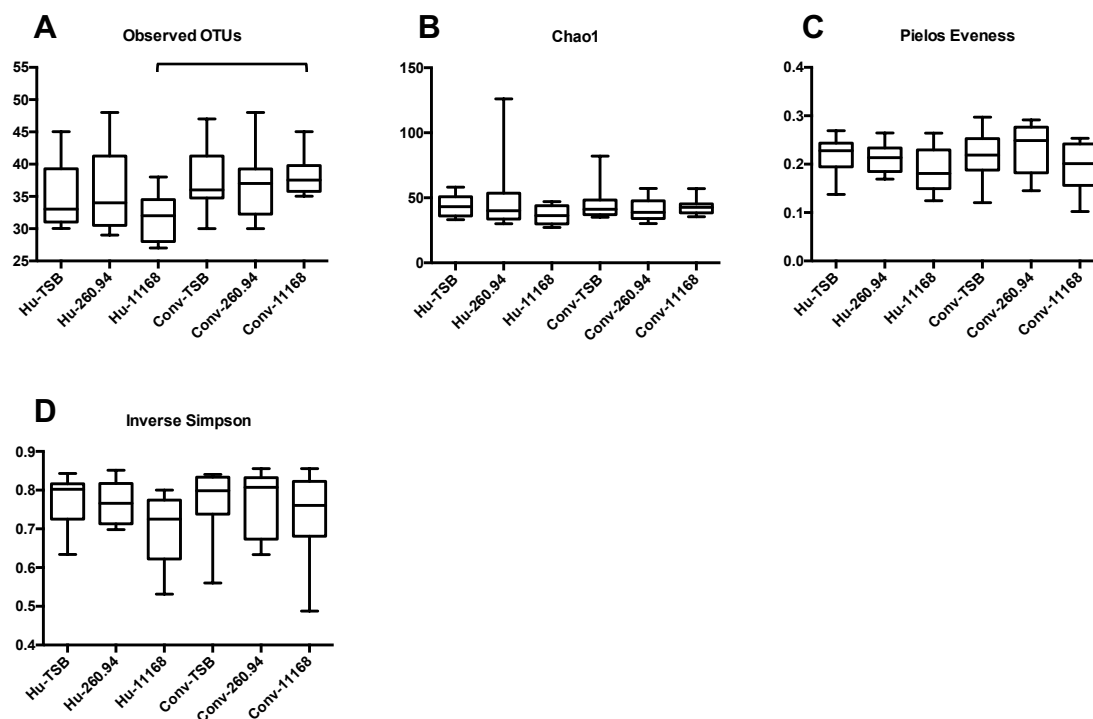 A
Observed OTUs
55
50
45
40
35
30
25
Hu-TSB
Hu-260.94
Hu-11168
Conv-TSB
Conv-260.94
Conv-11168
B
Chao1
150
100
50
0
Hu-TSB
Hu-260.94
Hu-11168
Conv-TSB
Conv-260.94
Conv-11168
C
Pielos Eveness
0.4
0.3
0.2
0.1
0.0
Hu-TSB
Hu-260.94
Hu-11168
Conv-TSB
Conv-260.94
Conv-11168
D
Inverse Simpson
0.9
0.8
0.7
0.6
0.5
0.4
Hu-TSB
Hu-260.94
Hu-11168
Conv-TSB
Conv-260.94
Conv-11168